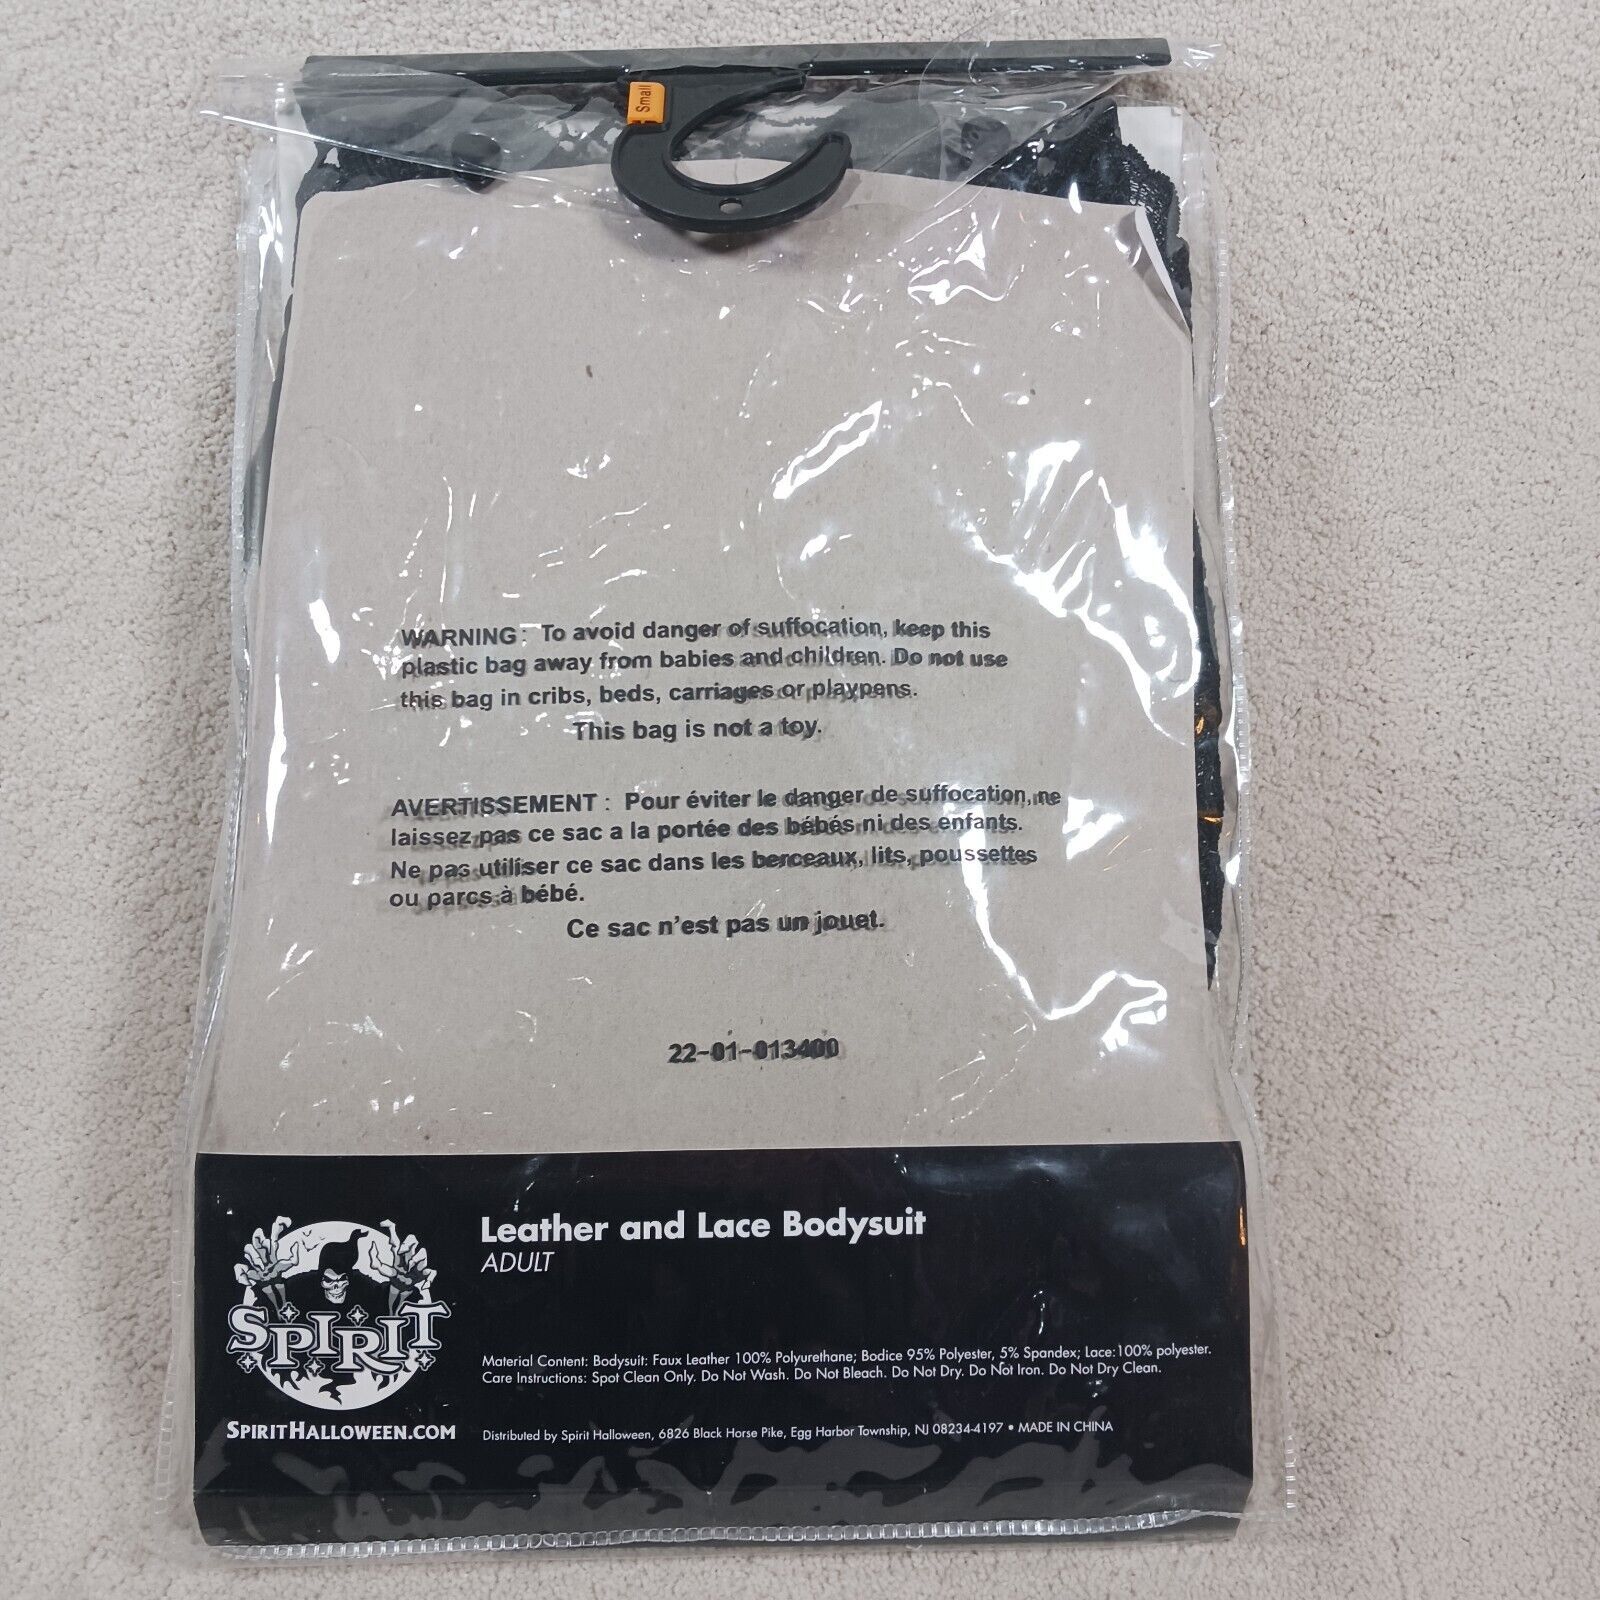 Small
WARNING: To avoid danger of suffocation, keep this
plastic bag away from babies and children. Do not use
this bag in cribs, beds, carriages or playpens.
This bag is not a toy.
AVERTISSEMENT : Pour éviter le danger de suffocation, ne
laissez pas ce sac a la portée des bébés ni des enfants.
Ne pas utiliser ce sac dans les berceaux, lits, poussettes
ou parcs à bébé.
Ce sac n'est pas un jouet.
22-01-013400
Leather and Lace Bodysuit
ADULT
SPIRIT
SPIRITHALLOWEEN.COM
Material Content: Bodysuit: Faux Leather 100% Polyurethane; Bodice 95% Polyester, 5% Spandex; Lace:100% polyester.
Care Instructions: Spot Clean Only. Do Not Wash. Do Not Bleach. Do Not Dry. Do Not Iron. Do Not Dry Clean.
Distributed by Spirit Halloween, 6826 Black Horse Pike, Egg Harbor Township, NJ 08234-4197 • MADE IN CHINA